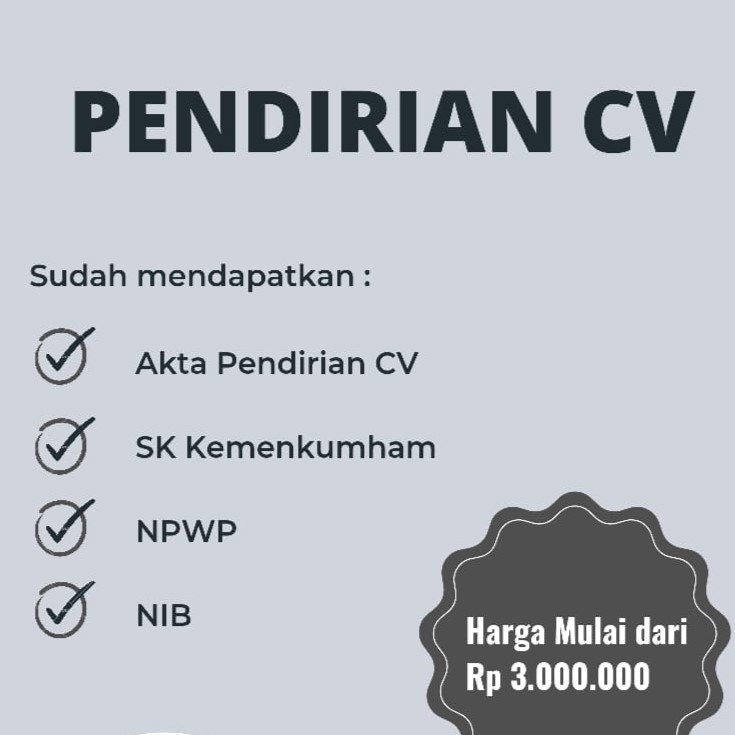 PENDIRIAN CV
Sudah mendapatkan :
Akta Pendirian CV
SK Kemenkumham
NPWP
NIB
Harga Mulai dari
Rp 3.000.000